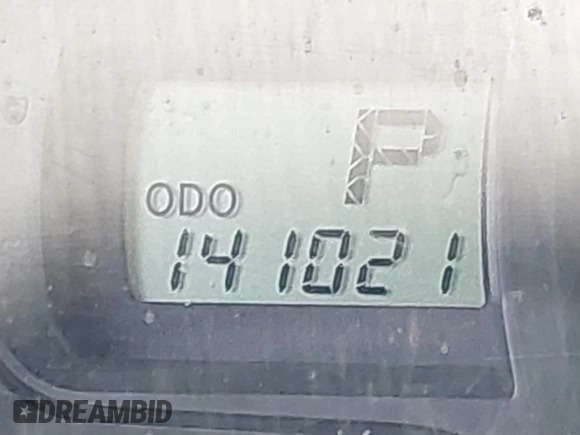 P
ODO
141021
DREAMBID